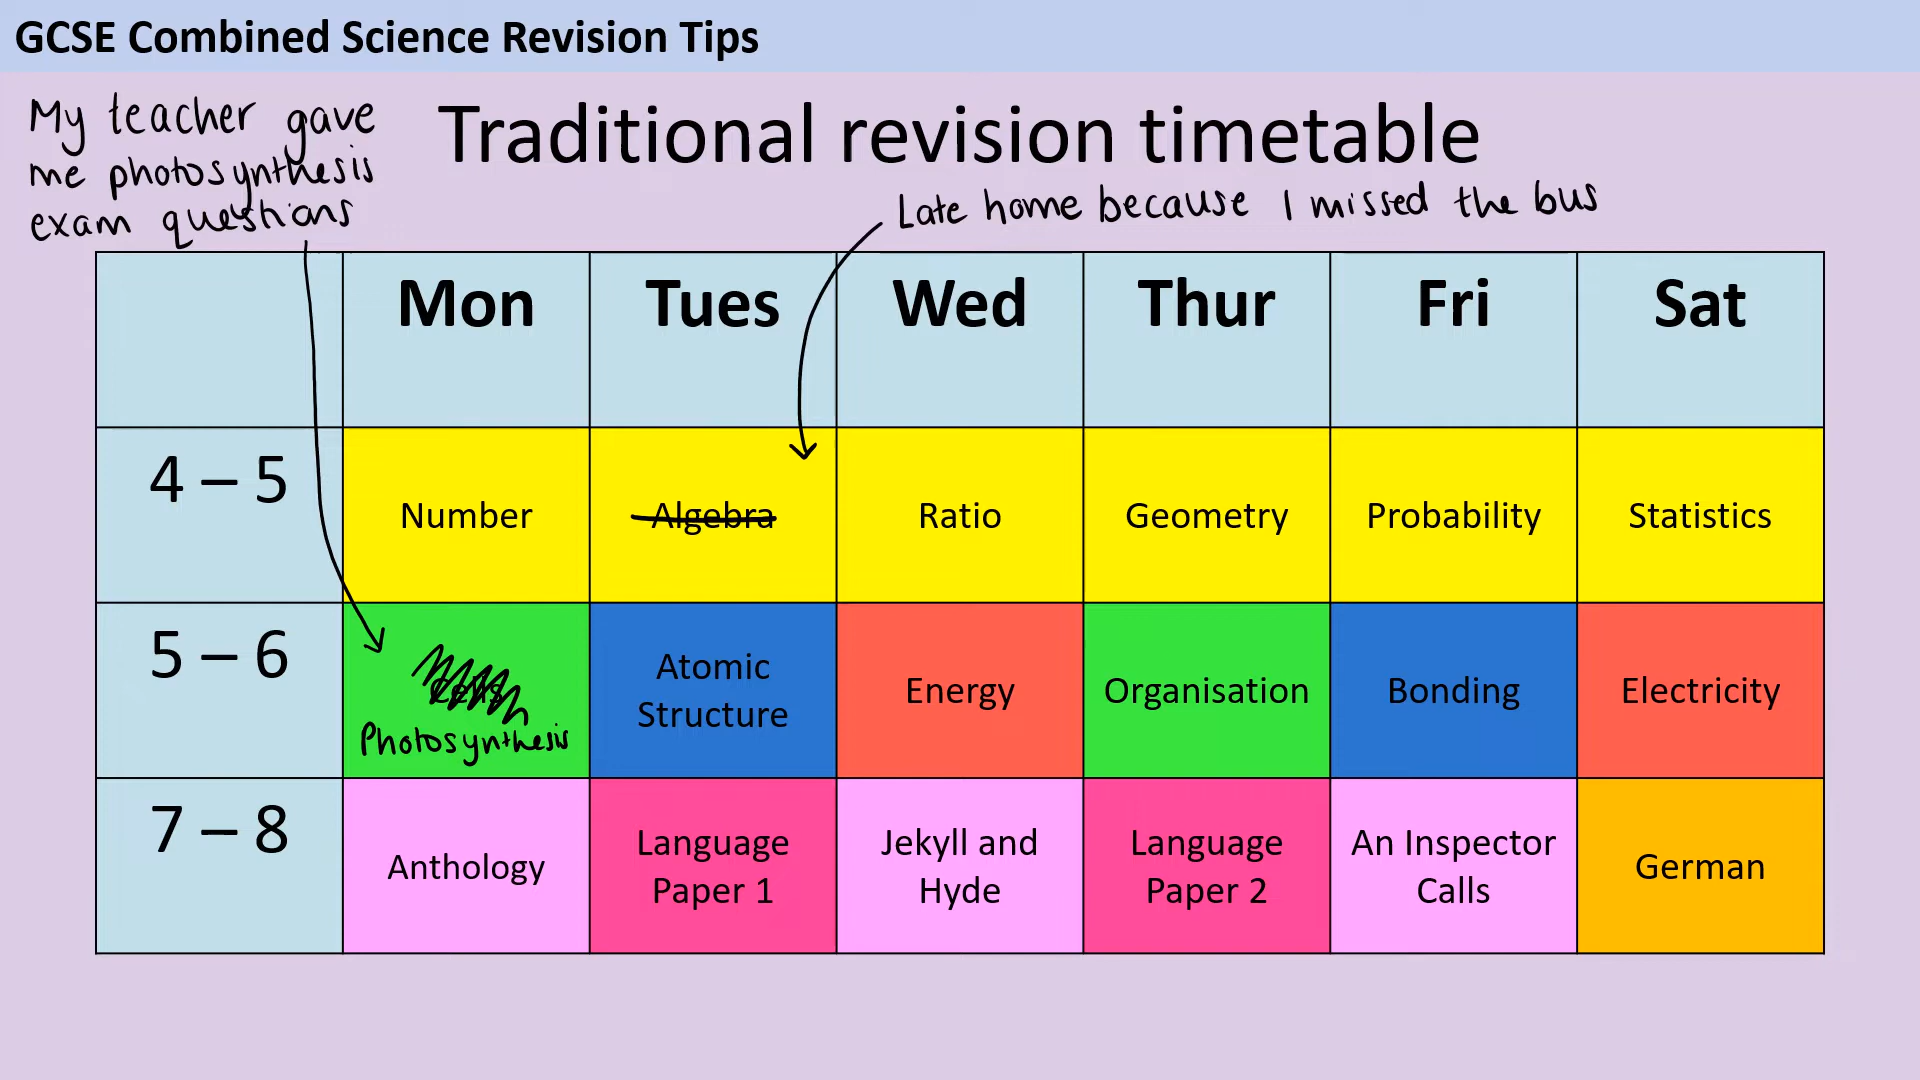 GCSE Combined Science Revision Tips
My teacher gave
me photosynthesis
exam questions
Traditional revision timetable
Late home because I missed the bus
Mon Tues Wed Thur Fri Sat
4 – 5
Number Algebra Ratio Geometry Probability Statistics
5 – 6
Cells
Photosynthesis
Atomic
Structure
Energy
Organisation
Bonding
Electricity
7 – 8
Anthology
Language
Paper 1
Jekyll and
Hyde
Language
Paper 2
An Inspector
Calls
German